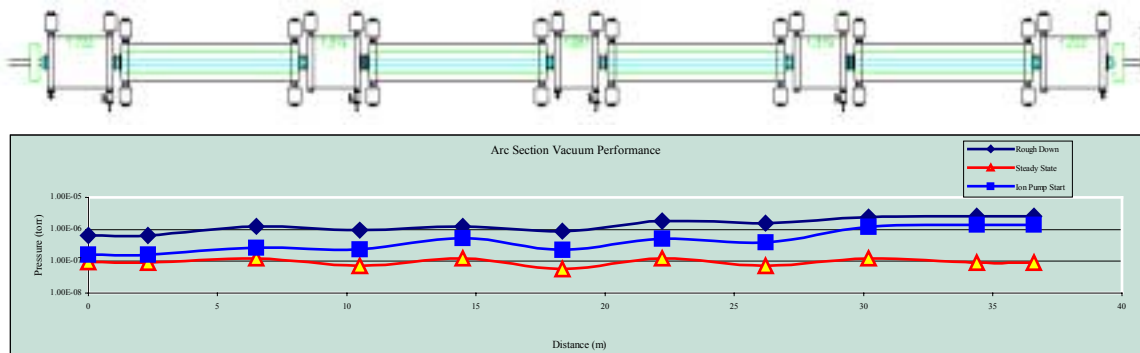 Arc Section Vacuum Performance
Rough Down
Steady State
Ion Pump Start
Pressure (torr)
1.00E-05
1.00E-06
1.00E-07
1.00E-08
0 5 10 15 20 25 30 35 40
Distance (m)